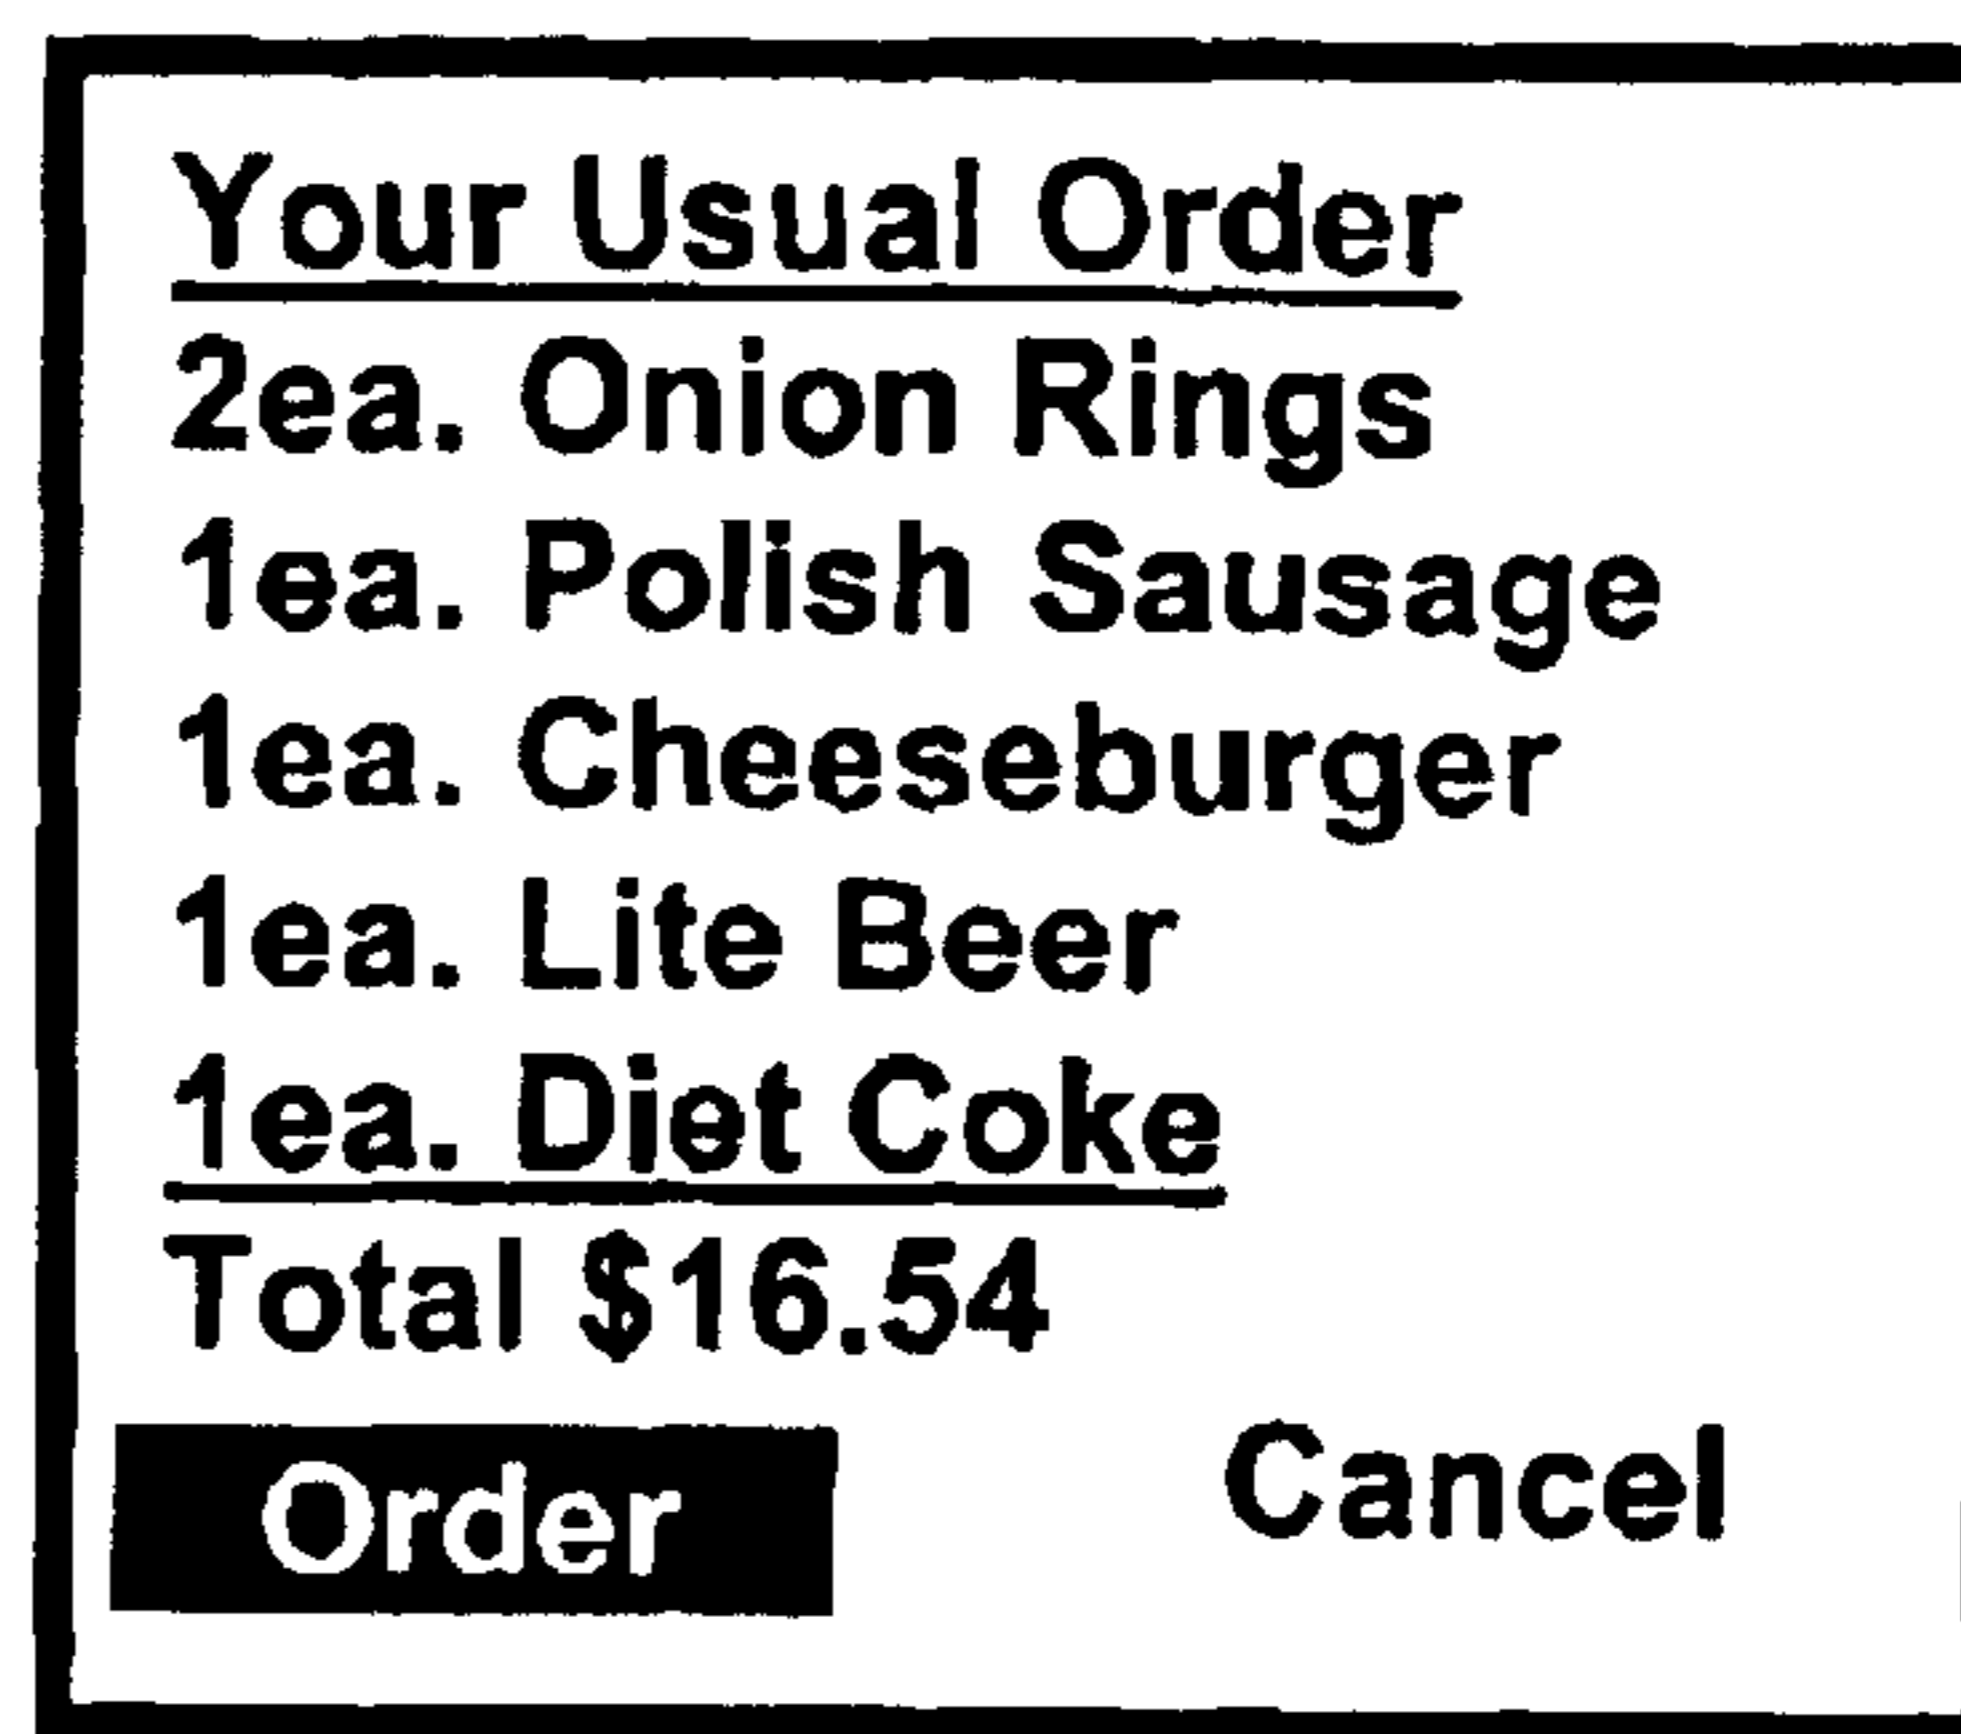 Your Usual Order
2ea. Onion Rings
1ea. Polish Sausage
1ea. Cheeseburger
1ea. Lite Beer
1ea. Diet Coke
Total $16.54
Order Cancel